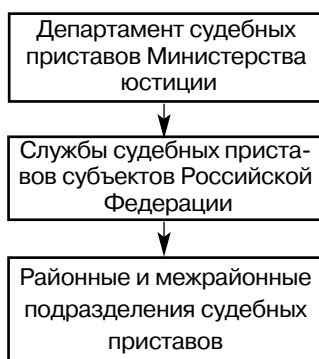 Департамент судебных
приставов Министерства
юстиции
Службы судебных приста-
вов субъектов Российской
Федерации
Районные и межрайонные
подразделения судебных
приставов